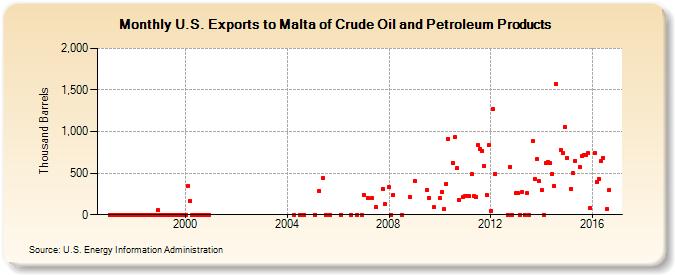 Monthly U.S. Exports to Malta of Crude Oil and Petroleum Products
Thousand Barrels
2,000
1,500
1,000
500
0
2000 2004 2008 2012 2016
Source: U.S. Energy Information Administration